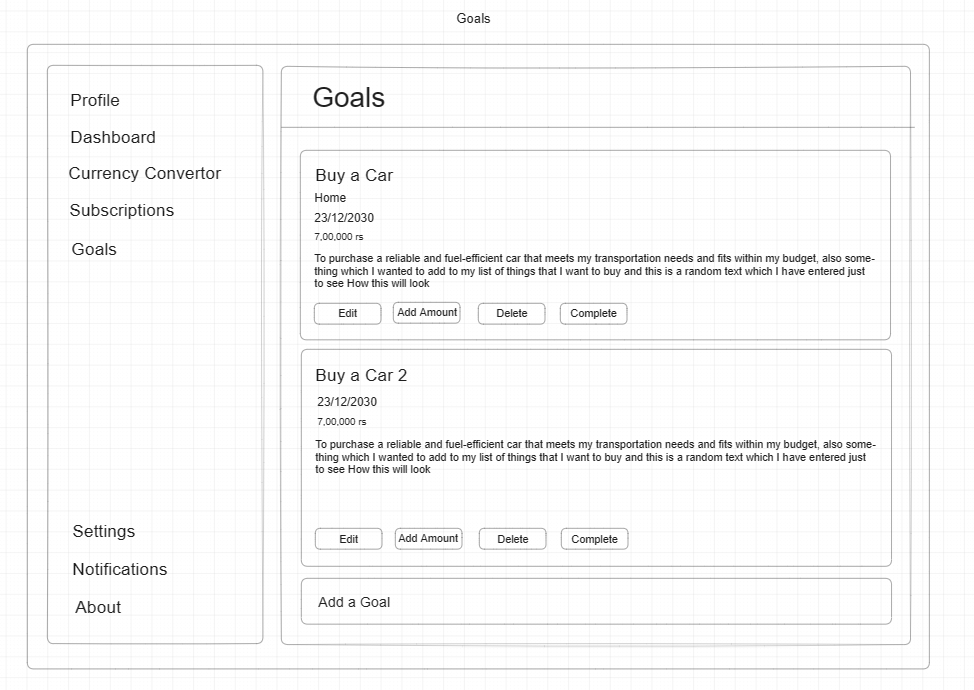 Goals
Profile
Dashboard
Currency Convertor
Subscriptions
Goals
Settings
Notifications
About
Goals
Buy a Car
Home
23/12/2030
7,00,000 rs
To purchase a reliable and fuel-efficient car that meets my transportation needs and fits within my budget, also some-
thing which I wanted to add to my list of things that I want to buy and this is a random text which I have entered just
to see How this will look
Edit Add Amount Delete Complete
Buy a Car 2
23/12/2030
7,00,000 rs
To purchase a reliable and fuel-efficient car that meets my transportation needs and fits within my budget, also some-
thing which I wanted to add to my list of things that I want to buy and this is a random text which I have entered just
to see How this will look
Edit Add Amount Delete Complete
Add a Goal